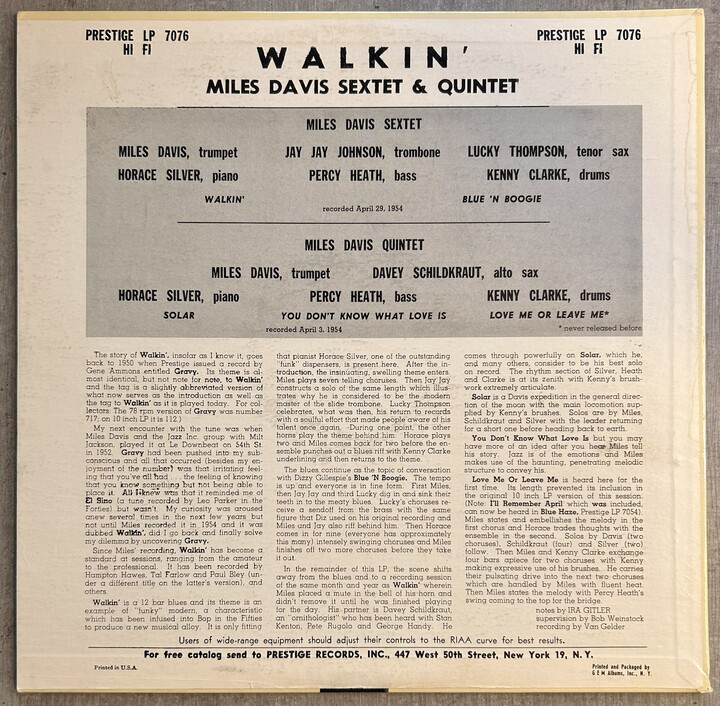 PRESTIGE LP 7076
HI FI
PRESTIGE LP 7076
HI FI
WALKIN'
MILES DAVIS SEXTET & QUINTET
MILES DAVIS SEXTET
MILES DAVIS, trumpet JAY JAY JOHNSON, trombone LUCKY THOMPSON, tenor sax
HORACE SILVER, piano PERCY HEATH, bass KENNY CLARKE, drums
WALKIN' BLUE 'N BOOGIE
recorded April 29, 1954
MILES DAVIS QUINTET
MILES DAVIS, trumpet DAVEY SCHILDKRAUT, alto sax
HORACE SILVER, piano PERCY HEATH, bass KENNY CLARKE, drums
SOLAR YOU DON'T KNOW WHAT LOVE IS LOVE ME OR LEAVE ME*
recorded April 3, 1954 * never released before
The story of Walkin', insofar as I know it, goes
back to 1950 when Prestige issued a record by
Gene Ammons entitled Gravy. Its theme is al-
most identical, but not note for note, to Walkin'
and the tag is a slightly abbreviated version of
what now serves as the introduction as well as
the tag to Walkin' as it is played today. For col-
lectors: The 78 rpm version of Gravy was number
717; on 10 inch LP it is 112.)
My next encounter with the tune was when
Miles Davis and the Jazz Inc. group with Milt
Jackson, played it at Le Downbeat on 54th St.
in 1952. Gravy had been pushed into my sub-
conscious and all that occurred (besides my en-
joyment of the number) was that irritating feel-
ing that you've all had . . . the feeling of knowing
that you know something but not being able to
place it. All I knew was that it reminded me of
El Sino (a tune recorded by Leo Parker in the
Forties) but wasn't. My curiosity was aroused
anew several times in the next few years but
not until Miles recorded it in 1954 and it was
dubbed Walkin', did I go back and finally solve
my dilemma by uncovering Gravy.
Since Miles' recording, Walkin' has become a
standard at sessions, ranging from the amateur
to the professional. It has been recorded by
Hampton Hawes, Tal Farlow and Paul Bley (un-
der a different title on the latter's version), and
others.
Walkin' is a 12 bar blues and its theme is an
example of "funky" modern, a characteristic
which has been infused into Bop in the Fifties
to produce a new musical alloy. It is only fitting
that pianist Horace Silver, one of the outstanding
"funk" dispensers, is present here. After the in-
troduction, the insinuating, swelling theme enters.
Miles plays seven telling choruses. Then Jay Jay
constructs a solo of the same length which illus-
trates why he is considered to be the modern
master of the slide trombone. Lucky Thompson
celebrates, what was then, his return to records
with a soulful effort that made people aware of his
talent once again. During one point, the other
horns play the theme behind him. Horace plays
two and Miles comes back for two before the en-
semble punches out a blues riff with Kenny Clarke
underlining and then returns to the theme.
The blues continue as the topic of conversation
with Dizzy Gillespie's Blue 'N Boogie. The tempo
is up and everyone is in fine form. First Miles,
then Jay Jay and third Lucky dig in and sink their
teeth in to the meaty blues. Lucky's choruses re-
ceive a sendoff from the brass with the same
figure that Diz used on his original recording and
Miles and Jay also riff behind him. Then Horace
comes in for nine (everyone has approximately
this many) intensely swinging choruses and Miles
finishes off two more choruses before they take
it out.
In the remainder of this LP, the scene shifts
away from the blues and to a recording session
of the same month and year as Walkin' wherein
Miles placed a mute in the bell of his horn, and
didn't remove it until he was finished playing
for the day. His partner is Davey Schildkraut,
an "ornithologist" who has been heard with Stan
Kenton, Pete Rugolo and George Handy. He
comes through powerfully on Solar, which he,
and many others, consider to be his best solo
on record. The rhythm section of Silver, Heath
and Clarke is at its zenith with Kenny's brush-
work extremely articulate.
Solar is a Davis expedition in the general direc-
tion of the moon with the main locomotion sup-
plied by Kenny's brushes. Solos are by Miles,
Schildkraut and Silver with the leader returning
for a short one before heading back to earth.
You Don't Know What Love Is but you may
have more of an idea after you hear Miles tell
his story. Jazz is of the emotions and Miles
makes use of the haunting, penetrating melodic
structure to convey his.
Love Me Or Leave Me is heard here for the
first time. Its length prevented its inclusion in
the original 10 inch LP version of this session.
(Note: I'll Remember April which was included,
can now be heard in Blue Haze, Prestige LP 7054).
Miles states and embellishes the melody in the
first chorus and Horace trades thoughts with the
ensemble in the second. Solos by Davis (two
choruses), Schildkraut (four) and Silver (two)
follow. Then Miles and Kenny Clarke exchange
four bars apiece for two choruses with Kenny
making expressive use of his brushes. He carries
their pulsating drive into the next two choruses
which are handled by Miles with fluent heat.
Then Miles states the melody with Percy Heath's
swing coming to the top for the bridge.
notes by IRA GITLER
supervision by Bob Weinstock
recording by Van Gelder
Users of wide-range equipment should adjust their controls to the RIAA curve for best results.
For free catalog send to PRESTIGE RECORDS, INC., 447 West 50th Street, New York 19, N. Y.
Printed in U.S.A.
Printed and Packaged by
G E M Albums, Inc., N. Y.